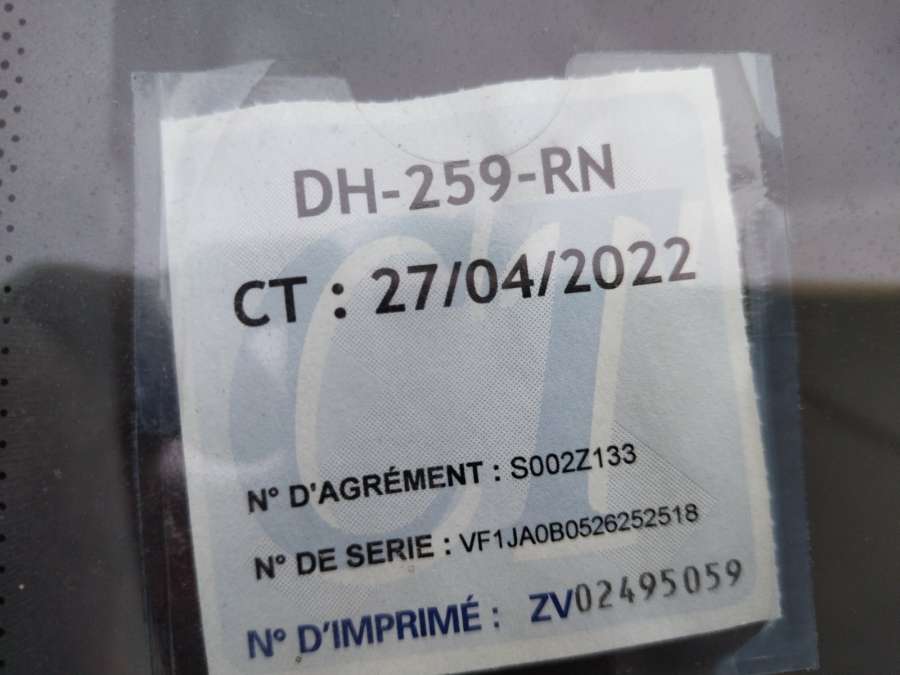 DH-259-RN
CT : 27/04/2022
N° D'AGRÉMENT : S002Z133
N° DE SERIE : VF1JA0B0526252518
N° D'IMPRIMÉ : ZV02495059